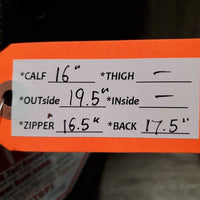 *CALF 16" *THIGH —
*OUTside 19.5" *INside —
*ZIPPER 16.5" *BACK 17.5"